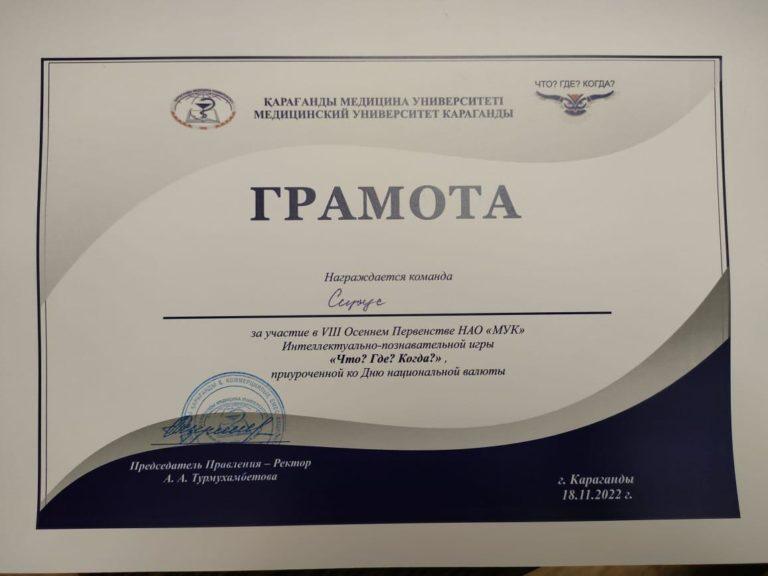 ҚАРАҒАНДЫ МЕДИЦИНА УНИВЕРСИТЕТІ
МЕДИЦИНСКИЙ УНИВЕРСИТЕТ КАРАГАНДЫ
ЧТО? ГДЕ? КОГДА?
ГРАМОТА
Награждается команда
Сириус
за участие в VIII Осеннем Первенстве НАО «МУК»
Интеллектуально-познавательной игры
«Что? Где? Когда?» ,
приуроченной ко Дню национальной валюты
Председатель Правления – Ректор
А. А. Турмухамбетова
г. Караганды
18.11.2022 г.